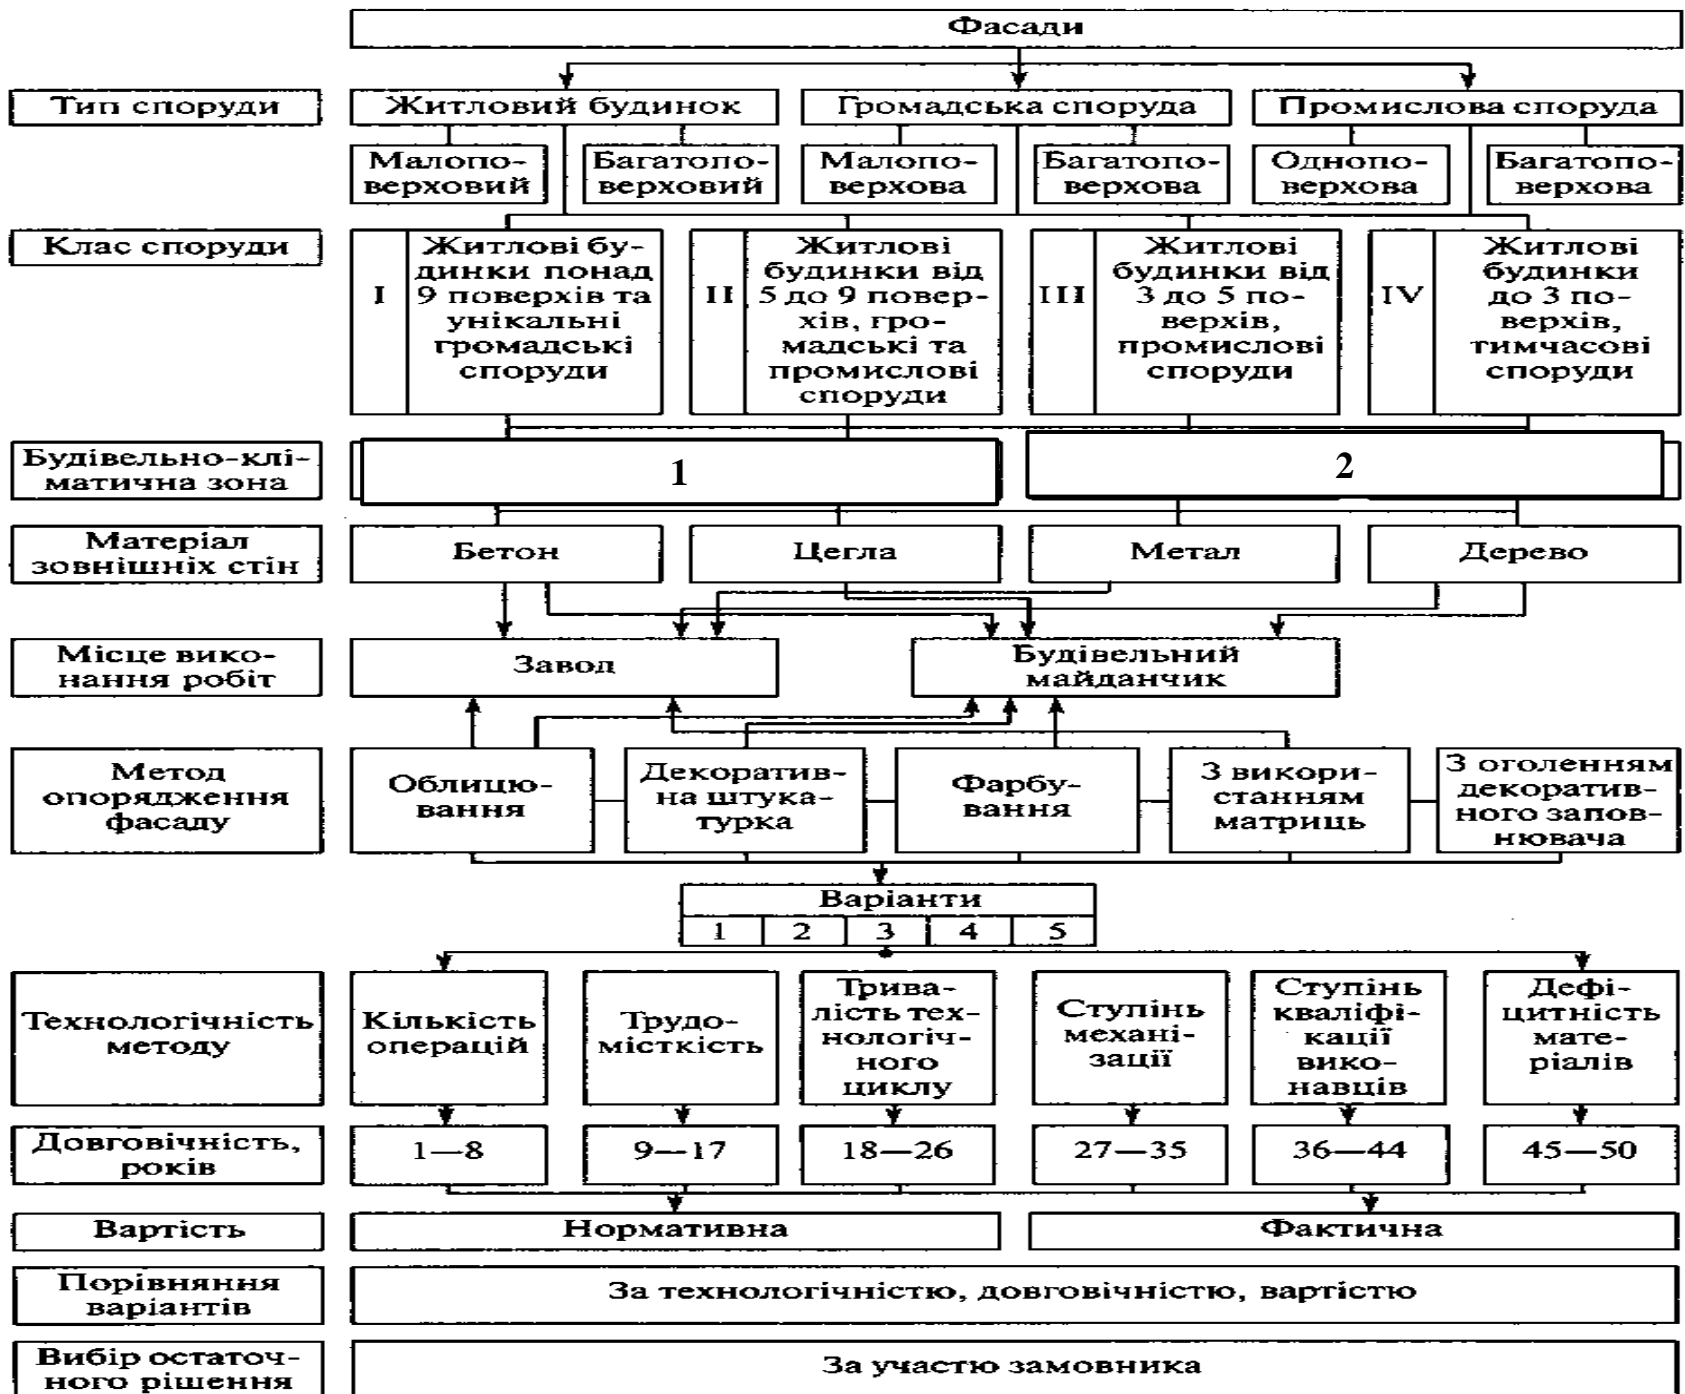 Фасади
Тип споруди
Житловий будинок
Громадська споруда
Промислова споруда
Малопо-
верховий
Багатопо-
верховий
Малопо-
верхова
Багатопо-
верхова
Однопо-
верхова
Багатопо-
верхова
Клас споруди
I
Житлові бу-
динки понад
9 поверхів та
унікальні
громадські
споруди
II
Житлові
будинки від
5 до 9 повер-
хів, гро-
мадські та
промислові
споруди
III
Житлові
будинки від
3 до 5 по-
верхів,
промислові
споруди
IV
Житлові
будинки
до 3 по-
верхів,
тимчасові
споруди
Будівельно-клі-
матична зона
1
2
Матеріал
зовнішніх стін
Бетон
Цегла
Метал
Дерево
Місце вико-
нання робіт
Завод
Будівельний
майданчик
Метод
опорядження
фасаду
Облицю-
вання
Декоратив-
на штука-
турка
Фарбу-
вання
З викори-
станням
матриць
З оголенням
декоратив-
ного запов-
нювача
Варіанти
1 2 3 4 5
Технологічність
методу
Кількість
операцій
Трудо-
місткість
Трива-
лість тех-
нологіч-
ного
циклу
Ступінь
механі-
зації
Ступінь
кваліфі-
кації
вико-
навців
Дефі-
цитність
мате-
ріалів
Довговічність,
років
1—8
9—17
18—26
27—35
36—44
45—50
Вартість
Нормативна
Фактична
Порівняння
варіантів
За технологічністю, довговічністю, вартістю
Вибір остаточ-
ного рішення
За участю замовника